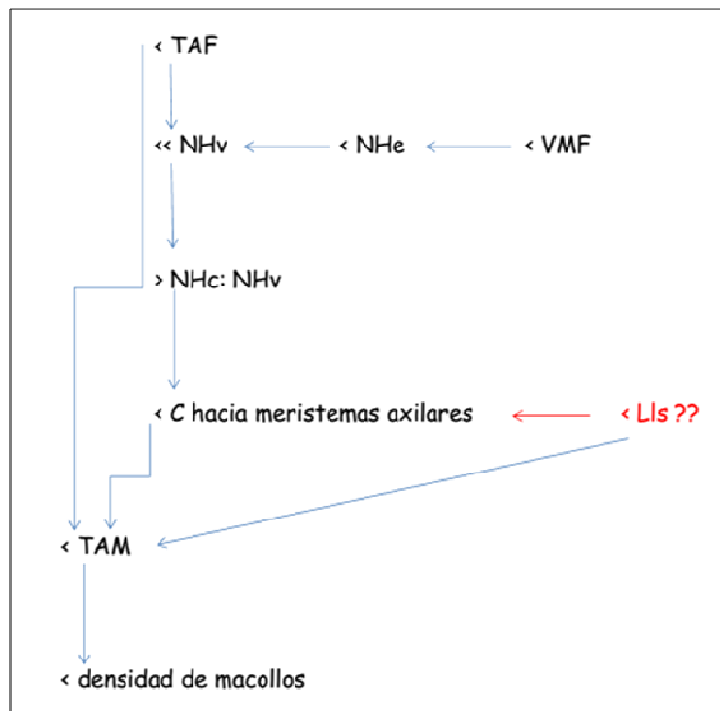 < TAF
<< NHv
< NHe
< VMF
> NHc: NHv
< C hacia meristemas axilares
< Lls ??
< TAM
< densidad de macollos